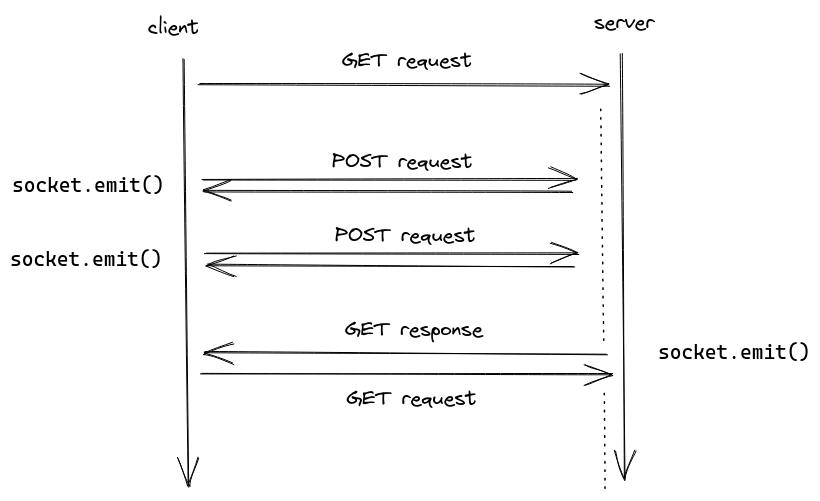 client
server
GET request
POST request
socket.emit()
POST request
socket.emit()
GET response
socket.emit()
GET request